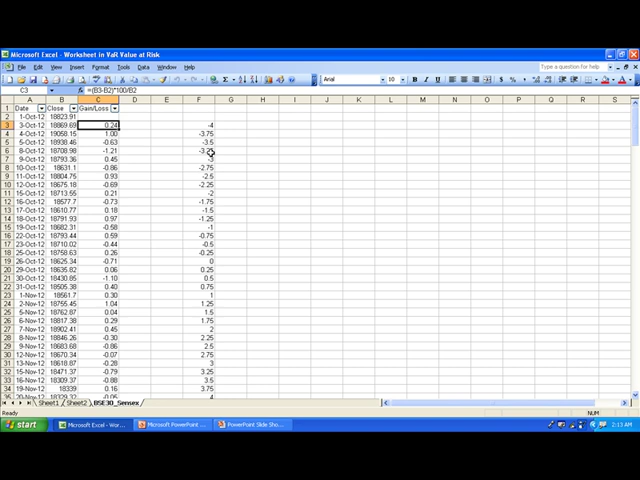 Microsoft Excel - Worksheet in VaR Value at Risk
File Edit View Insert Format Tools Data Window Help
Type a question for help
Arial 10 B I U
C3 fx =(B3-B2)*100/B2
A B C D E F G H I J K L M N O P Q R S
1 Date Close Gain/Loss
2 1-Oct-12 18823.91
3 3-Oct-12 18869.69 0.24 -4
4 4-Oct-12 19058.15 1.00 -3.75
5 5-Oct-12 18938.46 -0.63 -3.5
6 8-Oct-12 18708.98 -1.21 -3.25
7 9-Oct-12 18793.36 0.45 -3
8 10-Oct-12 18631.1 -0.86 -2.75
9 11-Oct-12 18804.75 0.93 -2.5
10 12-Oct-12 18675.18 -0.69 -2.25
11 15-Oct-12 18713.55 0.21 -2
12 16-Oct-12 18577.7 -0.73 -1.75
13 17-Oct-12 18610.77 0.18 -1.5
14 18-Oct-12 18791.93 0.97 -1.25
15 19-Oct-12 18682.31 -0.58 -1
16 22-Oct-12 18793.44 0.59 -0.75
17 23-Oct-12 18710.02 -0.44 -0.5
18 25-Oct-12 18758.63 0.26 -0.25
19 26-Oct-12 18625.34 -0.71 0
20 29-Oct-12 18635.82 0.06 0.25
21 30-Oct-12 18430.85 -1.10 0.5
22 31-Oct-12 18505.38 0.40 0.75
23 1-Nov-12 18561.7 0.30 1
24 2-Nov-12 18755.45 1.04 1.25
25 5-Nov-12 18762.87 0.04 1.5
26 6-Nov-12 18817.38 0.29 1.75
27 7-Nov-12 18902.41 0.45 2
28 8-Nov-12 18846.26 -0.30 2.25
29 9-Nov-12 18683.68 -0.86 2.5
30 12-Nov-12 18670.34 -0.07 2.75
31 13-Nov-12 18618.87 -0.28 3
32 15-Nov-12 18471.37 -0.79 3.25
33 16-Nov-12 18309.37 -0.88 3.5
34 19-Nov-12 18339 0.16 3.75
35 20-Nov-12 18329.32 -0.05 4
Sheet1 Sheet2 BSE30_Sensex
Ready NUM
start Microsoft Excel - Wor... Microsoft PowerPoint ... PowerPoint Slide Sho... 2:13 AM